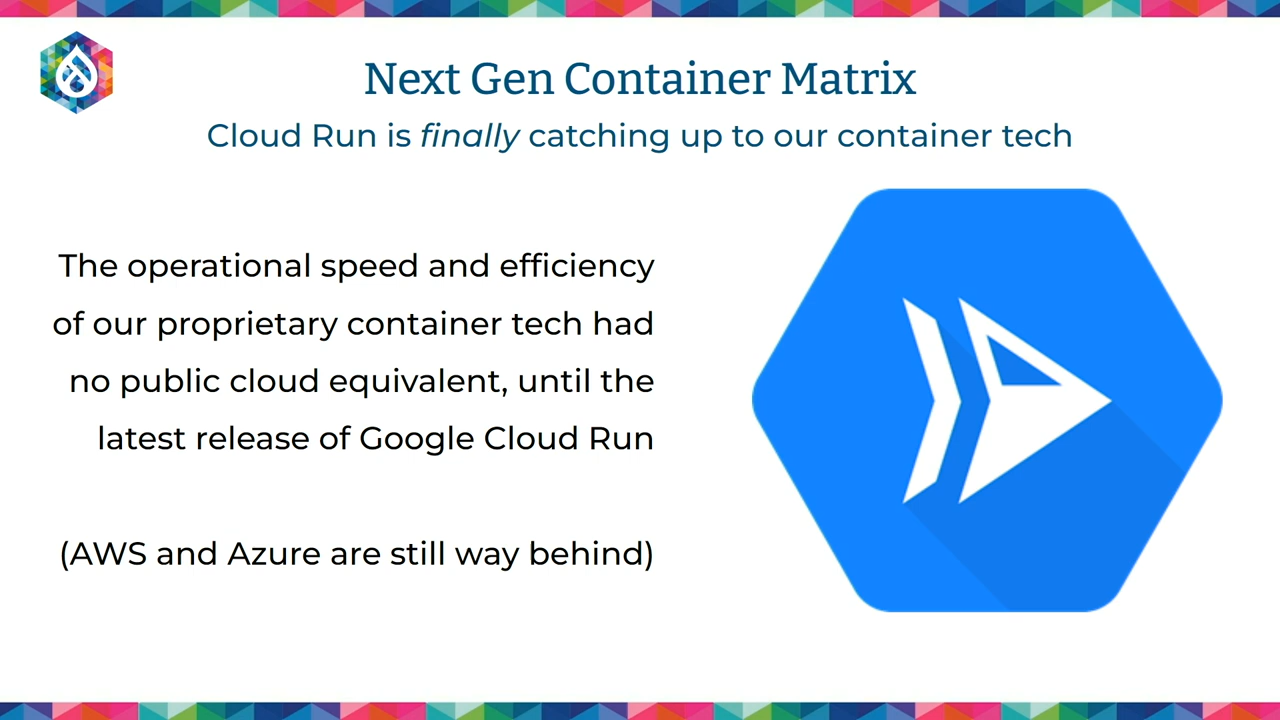 Next Gen Container Matrix
Cloud Run is finally catching up to our container tech
The operational speed and efficiency
of our proprietary container tech had
no public cloud equivalent, until the
latest release of Google Cloud Run
(AWS and Azure are still way behind)